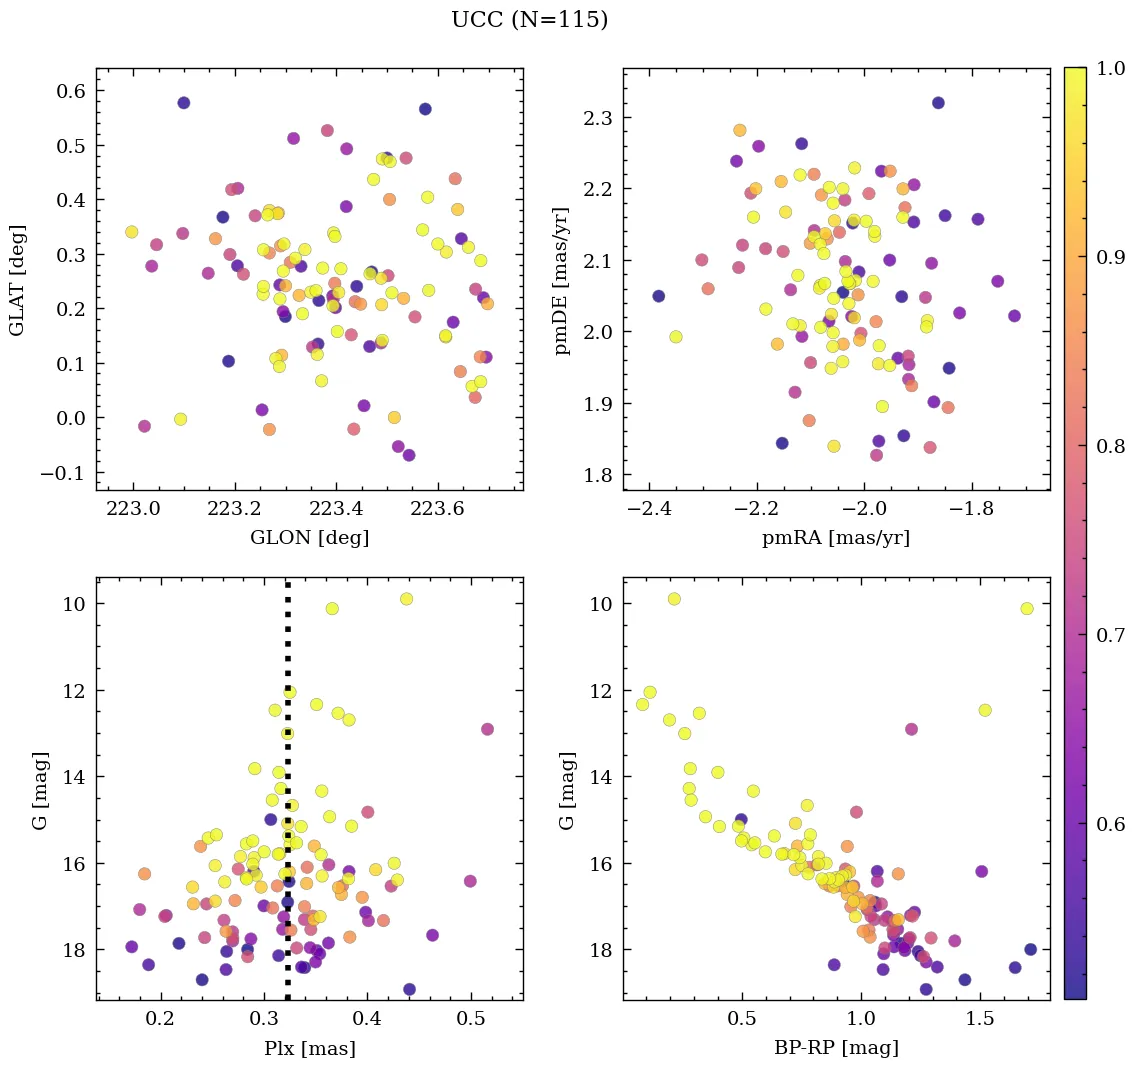 UCC (N=115)
0.6
0.5
0.4
0.3
0.2
0.1
0.0
−0.1
GLAT [deg]
223.0 223.2 223.4 223.6
GLON [deg]
2.3
2.2
2.1
2.0
1.9
1.8
pmDE [mas/yr]
−2.4 −2.2 −2.0 −1.8
pmRA [mas/yr]
1.0
0.9
0.8
0.7
0.6
10
12
14
16
18
G [mag]
0.2 0.3 0.4 0.5
Plx [mas]
10
12
14
16
18
G [mag]
0.5 1.0 1.5
BP-RP [mag]